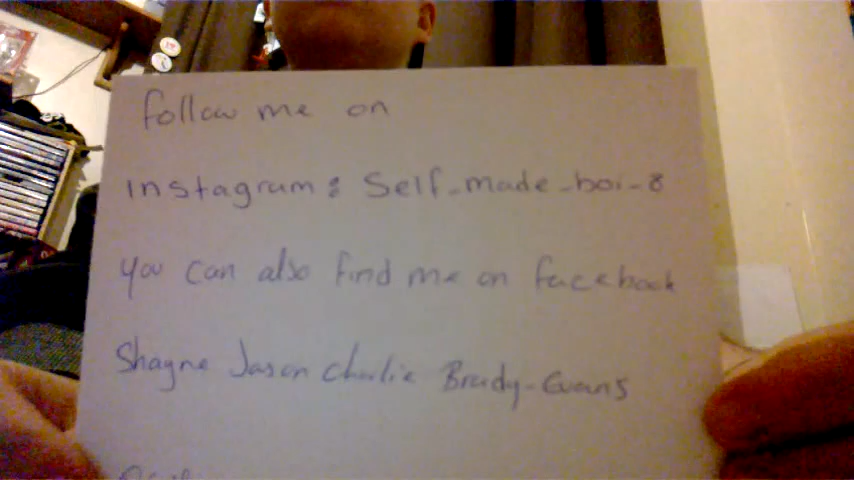 follow me on
instagram: Self_made_boi_8
you can also find me on facebook
Shayne Jason Charlie Brady-Evans